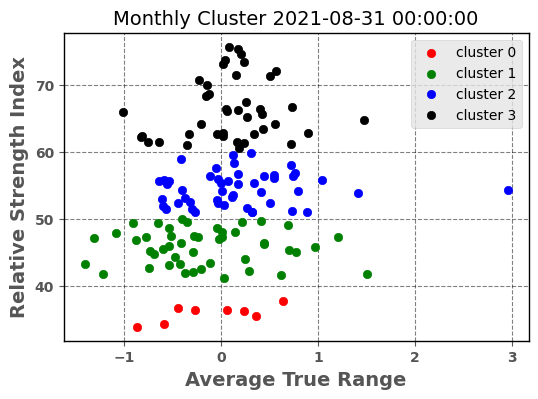 Monthly Cluster 2021-08-31 00:00:00
cluster 0
cluster 1
cluster 2
cluster 3
Relative Strength Index
70
60
50
40
−1
0
1
2
3
Average True Range